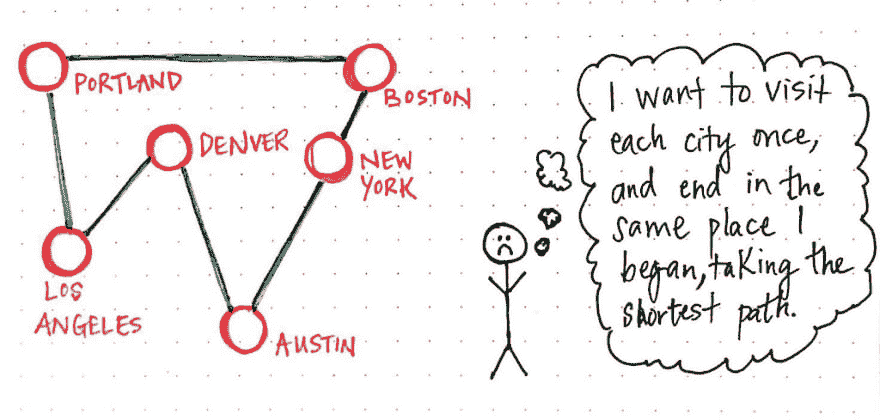 PORTLAND
BOSTON
DENVER
NEW
YORK
LOS
ANGELES
AUSTIN
I want to visit
each city once,
and end in the
same place I
began, taking the
shortest path.